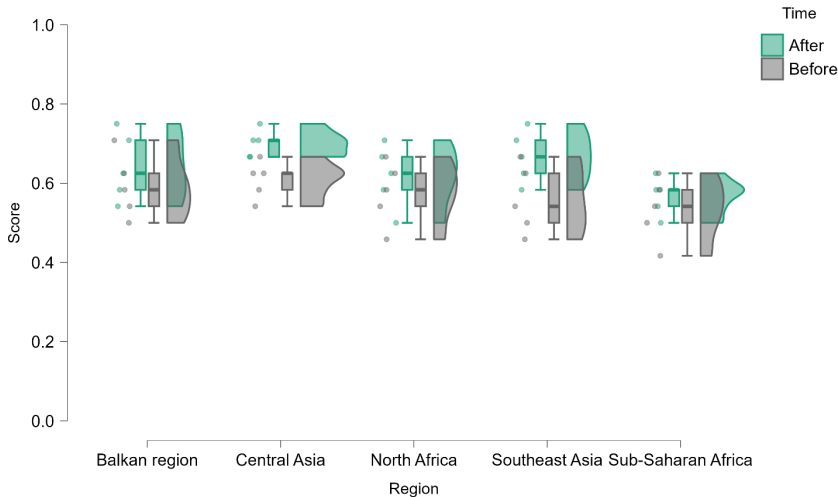 Time
After
Before
1.0
0.8
0.6
0.4
0.2
0.0
Score
Balkan region
Central Asia
North Africa
Southeast Asia
Sub-Saharan Africa
Region